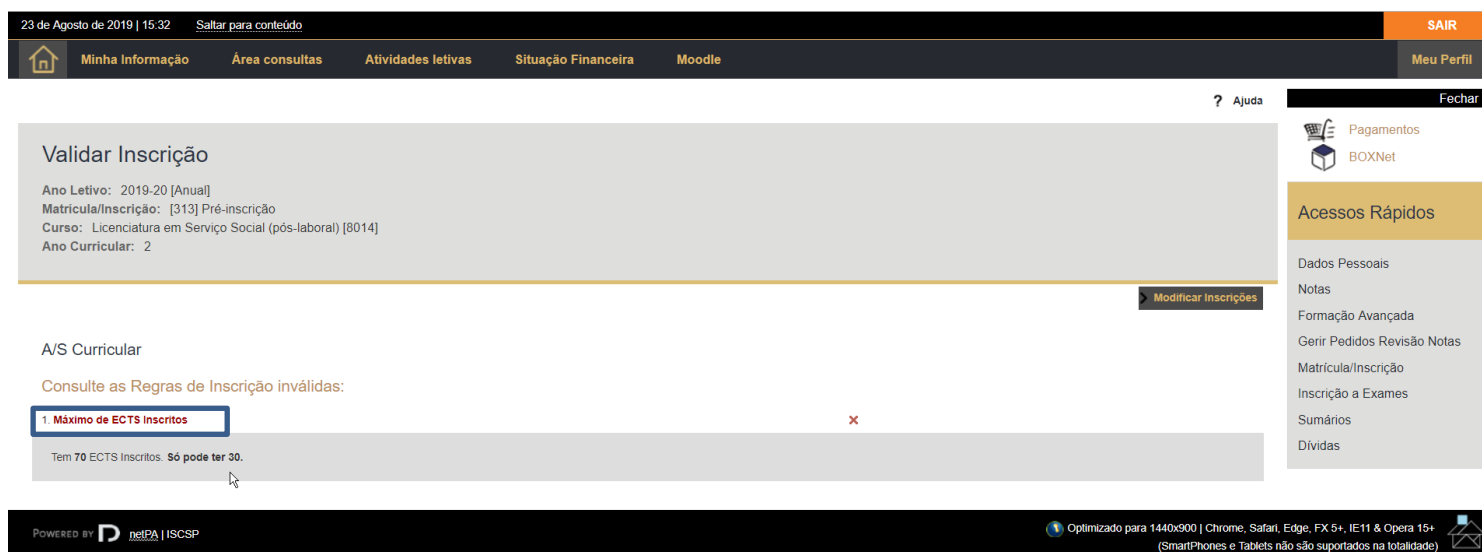 23 de Agosto de 2019 | 15:32 Saltar para conteúdo SAIR
Minha Informação Área consultas Atividades letivas Situação Financeira Moodle Meu Perfil
? Ajuda
Fechar
Pagamentos
BOXNet
Validar Inscrição
Ano Letivo: 2019-20 [Anual]
Matrícula/Inscrição: [313] Pré-inscrição
Curso: Licenciatura em Serviço Social (pós-laboral) [8014]
Ano Curricular: 2
Modificar Inscrições
A/S Curricular
Consulte as Regras de Inscrição inválidas:
1. Máximo de ECTS Inscritos
Tem 70 ECTS Inscritos. Só pode ter 30.
Acessos Rápidos
Dados Pessoais
Notas
Formação Avançada
Gerir Pedidos Revisão Notas
Matrícula/Inscrição
Inscrição a Exames
Sumários
Dívidas
POWERED BY netPA | ISCSP
Optimizado para 1440x900 | Chrome, Safari, Edge, FX 5+, IE11 & Opera 15+
(SmartPhones e Tablets não são suportados na totalidade)